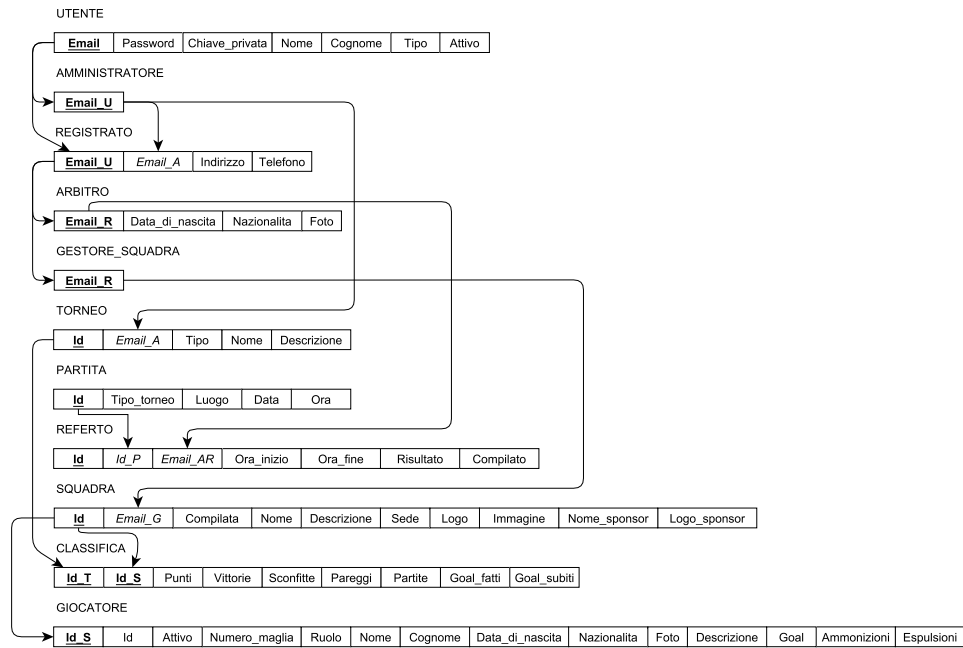 UTENTE
Email Password Chiave_privata Nome Cognome Tipo Attivo
AMMINISTRATORE
Email_U
REGISTRATO
Email_U Email_A Indirizzo Telefono
ARBITRO
Email_R Data_di_nascita Nazionalita Foto
GESTORE_SQUADRA
Email_R
TORNEO
Id Email_A Tipo Nome Descrizione
PARTITA
Id Tipo_torneo Luogo Data Ora
REFERTO
Id Id_P Email_AR Ora_inizio Ora_fine Risultato Compilato
SQUADRA
Id Email_G Compilata Nome Descrizione Sede Logo Immagine Nome_sponsor Logo_sponsor
CLASSIFICA
Id_T Id_S Punti Vittorie Sconfitte Pareggi Partite Goal_fatti Goal_subiti
GIOCATORE
Id_S Id Attivo Numero_maglia Ruolo Nome Cognome Data_di_nascita Nazionalita Foto Descrizione Goal Ammonizioni Espulsioni